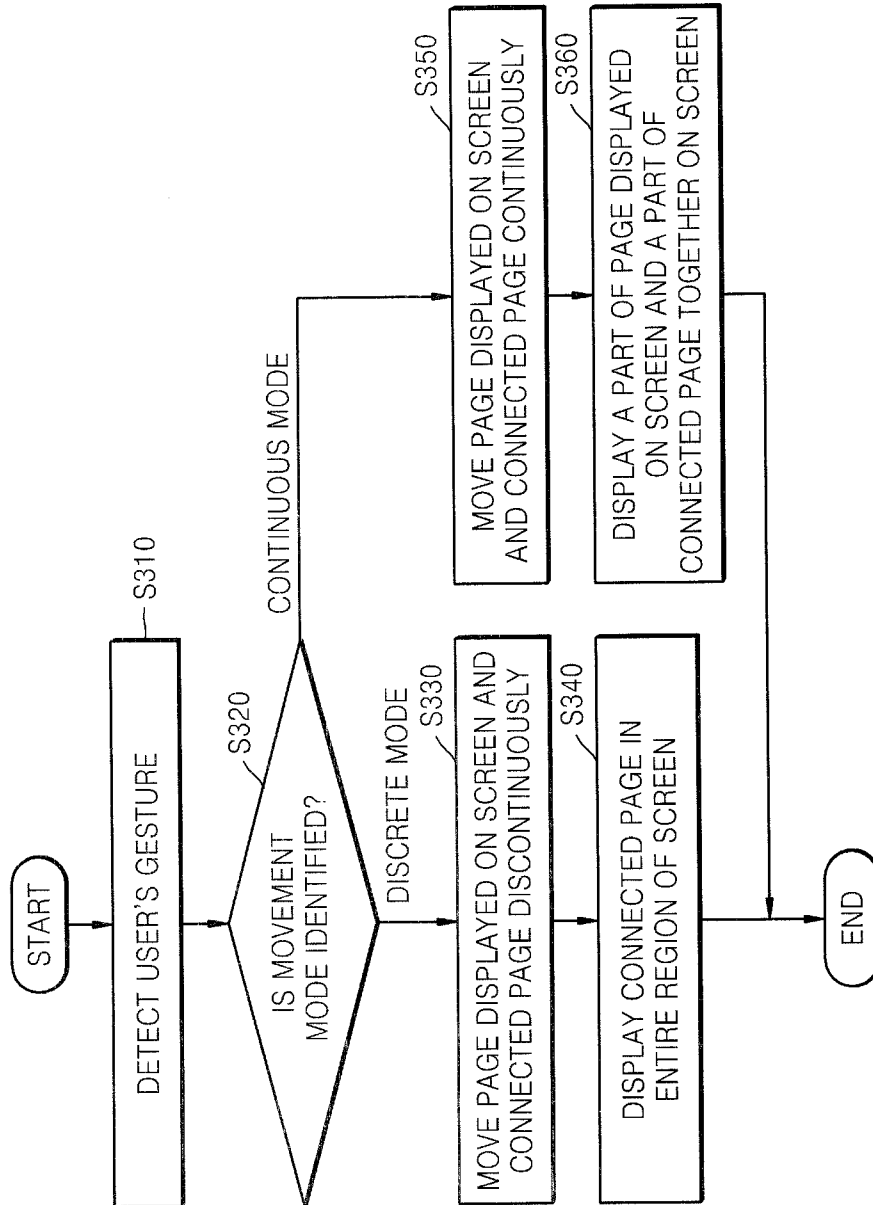 START
DETECT USER'S GESTURE
S310
IS MOVEMENT
MODE IDENTIFIED?
S320
CONTINUOUS MODE
DISCRETE MODE
MOVE PAGE DISPLAYED ON SCREEN AND
CONNECTED PAGE DISCONTINUOUSLY
S330
DISPLAY CONNECTED PAGE IN
ENTIRE REGION OF SCREEN
S340
MOVE PAGE DISPLAYED ON SCREEN
AND CONNECTED PAGE CONTINUOUSLY
S350
DISPLAY A PART OF PAGE DISPLAYED
ON SCREEN AND A PART OF
CONNECTED PAGE TOGETHER ON SCREEN
S360
END